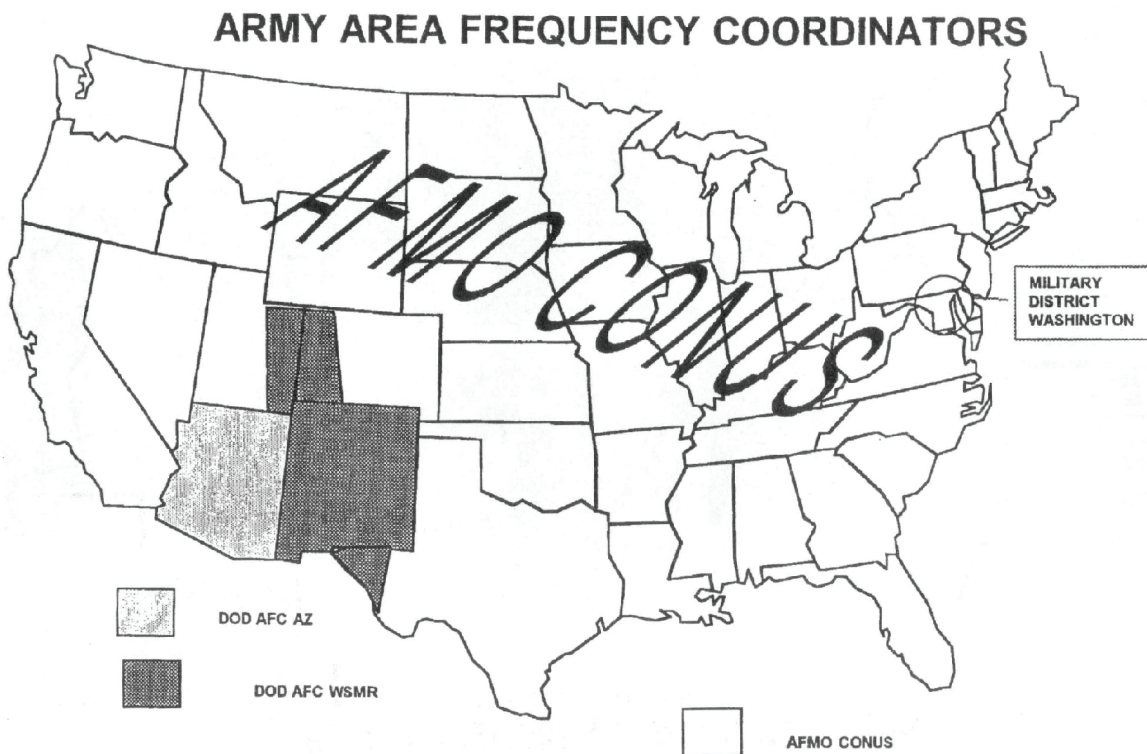 ARMY AREA FREQUENCY COORDINATORS
AFMO CONUS
MILITARY
DISTRICT
WASHINGTON
DOD AFC AZ
DOD AFC WSMR
AFMO CONUS